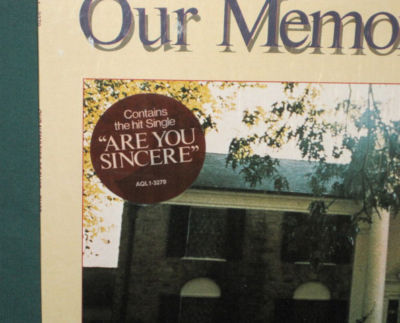 Our Memo
Contains
the hit Single
“ARE YOU
SINCERE”
AQL1-3279